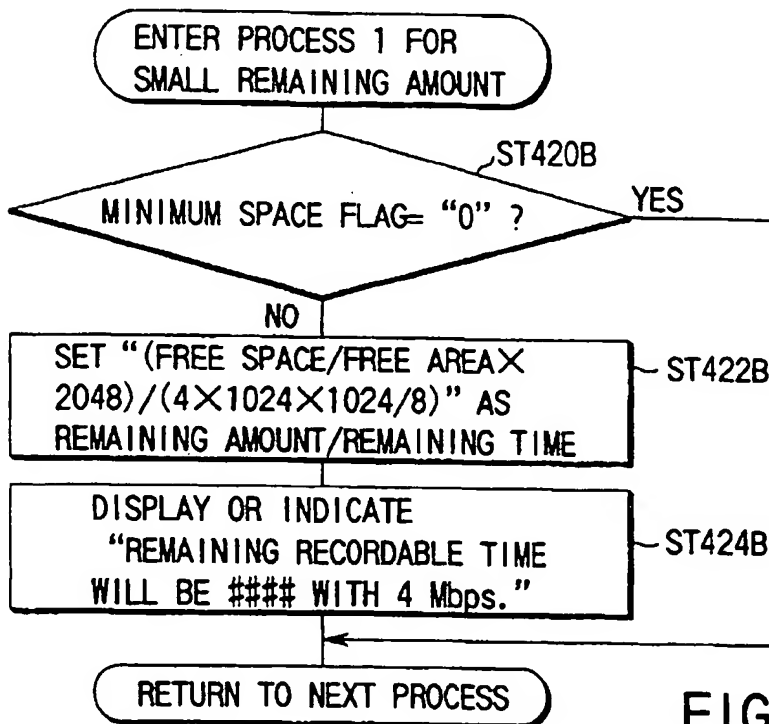 ENTER PROCESS 1 FOR
SMALL REMAINING AMOUNT
ST420B
MINIMUM SPACE FLAG= “0” ?
YES
NO
SET “(FREE SPACE/FREE AREA×
2048)/(4×1024×1024/8)” AS
REMAINING AMOUNT/REMAINING TIME
ST422B
DISPLAY OR INDICATE
“REMAINING RECORDABLE TIME
WILL BE #### WITH 4 Mbps.”
ST424B
RETURN TO NEXT PROCESS
FIG